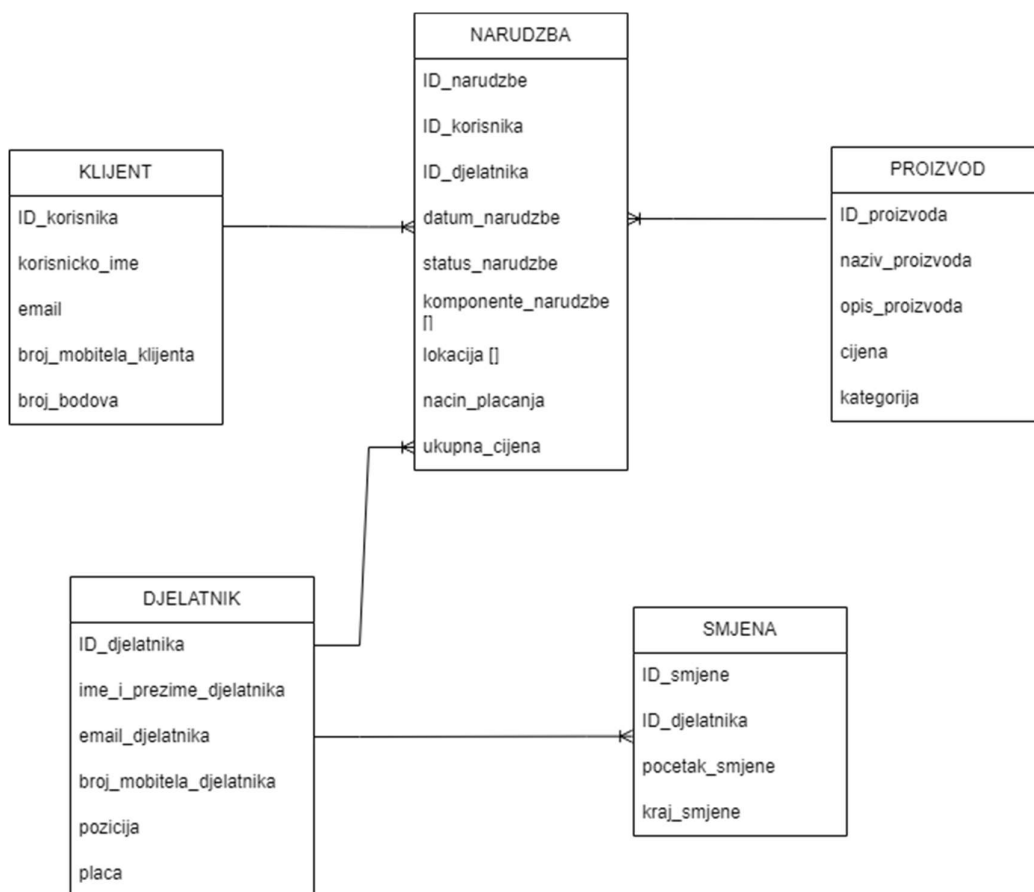 NARUDZBA
ID_narudzbe
ID_korisnika
ID_djelatnika
datum_narudzbe
status_narudzbe
komponente_narudzbe
[]
lokacija []
nacin_placanja
ukupna_cijena
KLIJENT
ID_korisnika
korisnicko_ime
email
broj_mobitela_klijenta
broj_bodova
PROIZVOD
ID_proizvoda
naziv_proizvoda
opis_proizvoda
cijena
kategorija
DJELATNIK
ID_djelatnika
ime_i_prezime_djelatnika
email_djelatnika
broj_mobitela_djelatnika
pozicija
placa
SMJENA
ID_smjene
ID_djelatnika
pocetak_smjene
kraj_smjene